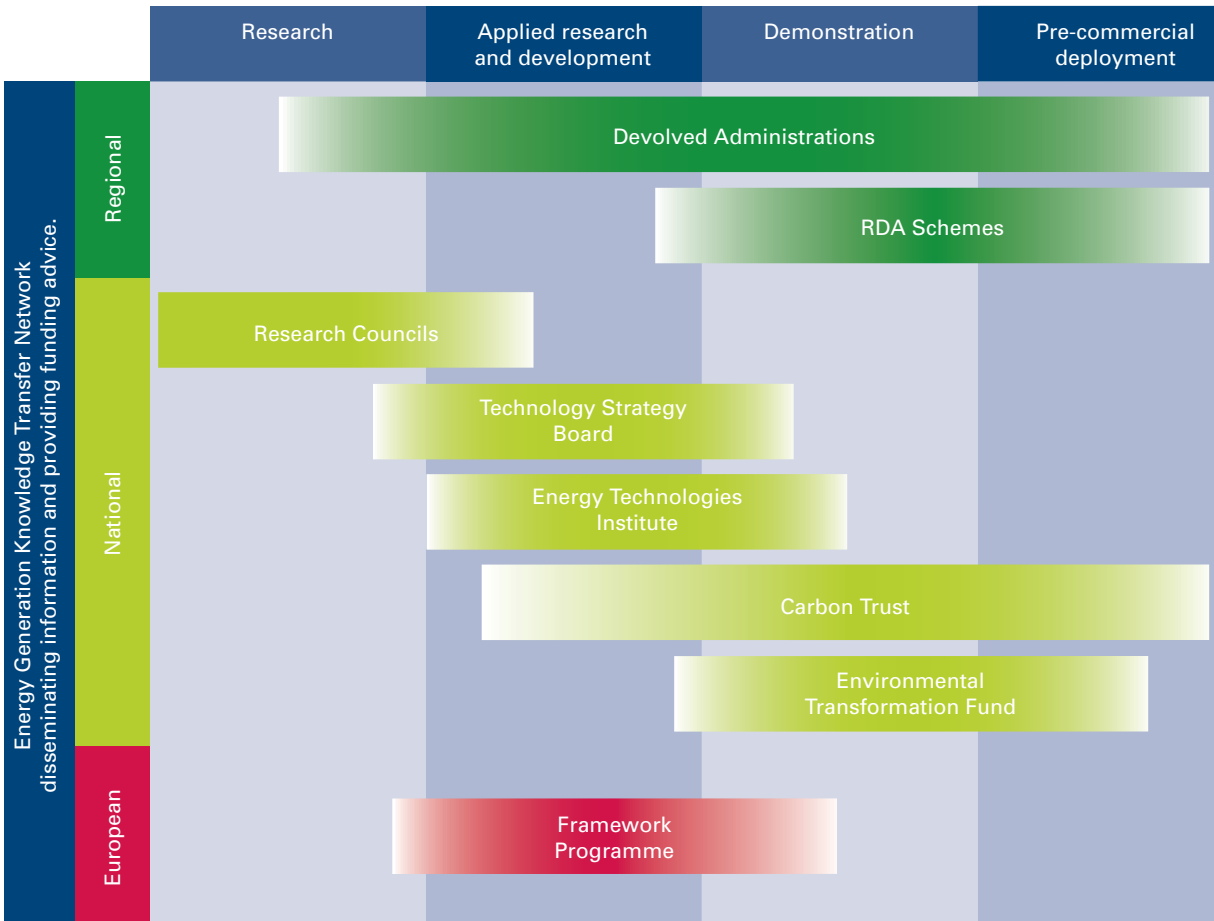 Research
Applied research
and development
Demonstration
Pre-commercial
deployment
Energy Generation Knowledge Transfer Network
disseminating information and providing funding advice.
Regional
Devolved Administrations
RDA Schemes
National
Research Councils
Technology Strategy
Board
Energy Technologies
Institute
Carbon Trust
Environmental
Transformation Fund
European
Framework
Programme